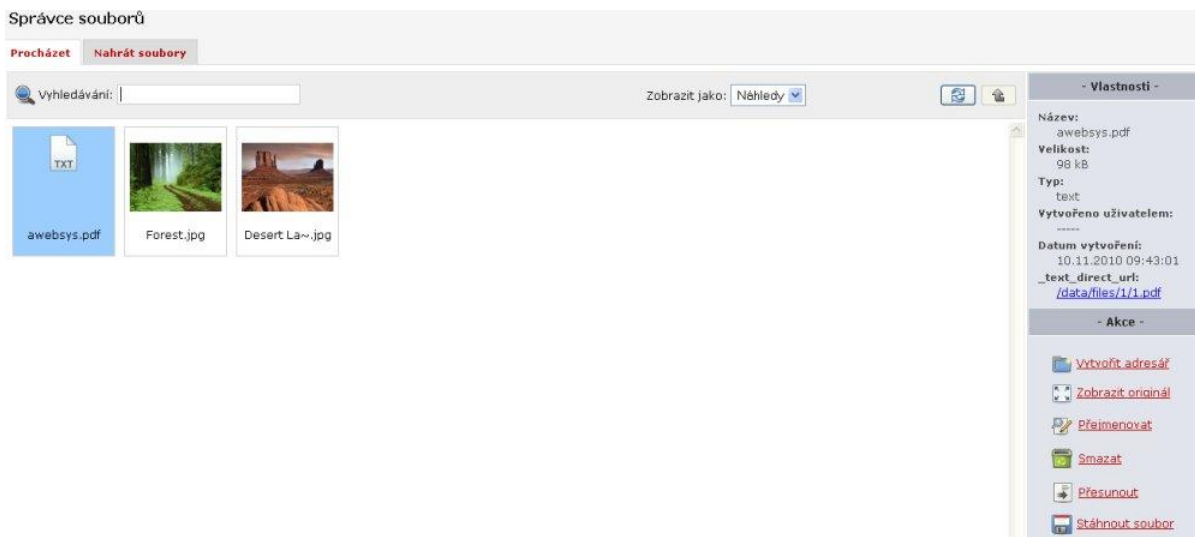 Správce souborů
Procházet Nahrát soubory
Vyhledávání: Zobrazit jako: Náhledy
TXT
awebsys.pdf Forest.jpg Desert La~.jpg
- Vlastnosti -
Název:
awebsys.pdf
Velikost:
98 kB
Typ:
text
Vytvořeno uživatelem:
-----
Datum vytvoření:
10.11.2010 09:43:01
_text_direct_url:
/data/files/1/1.pdf
- Akce -
Vytvořit adresář
Zobrazit originál
Přejmenovat
Smazat
Přesunout
Stáhnout soubor